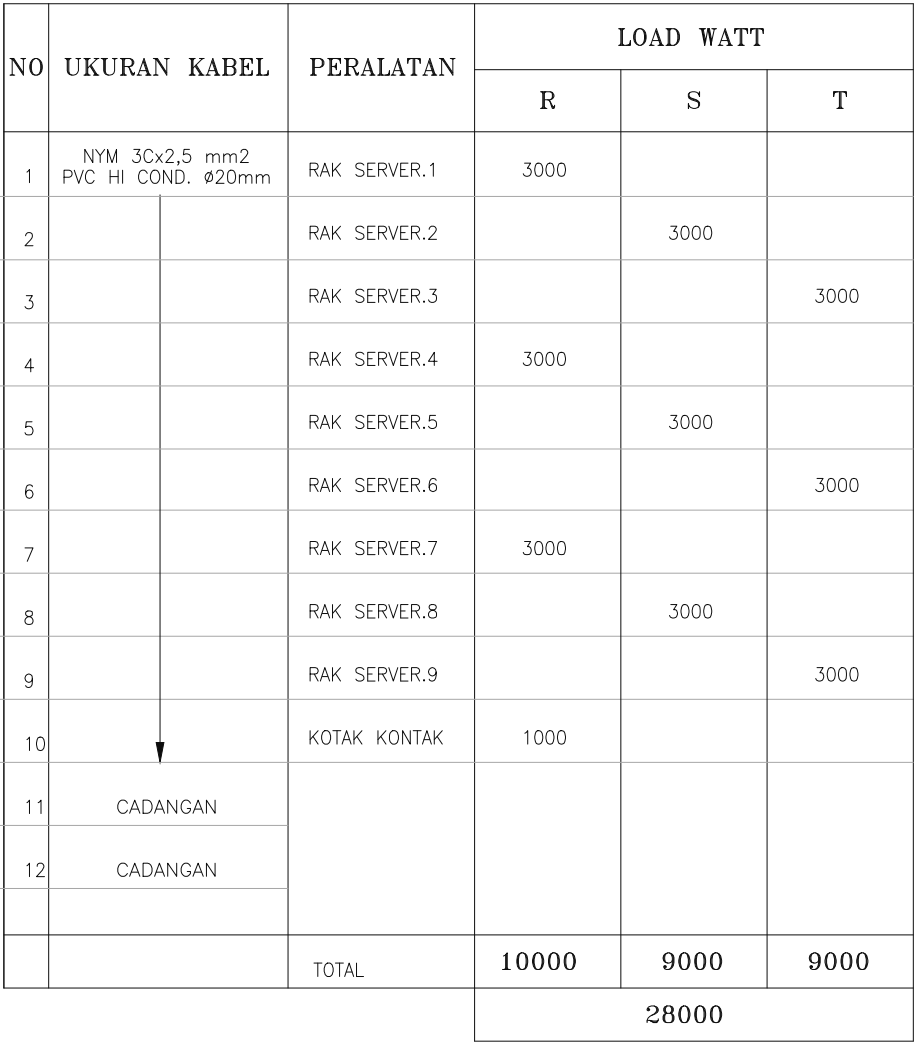 NO UKURAN KABEL PERALATAN LOAD WATT
R S T
NYM 3Cx2,5 mm2
PVC HI COND. ø20mm
1 RAK SERVER.1 3000
2 RAK SERVER.2 3000
3 RAK SERVER.3 3000
4 RAK SERVER.4 3000
5 RAK SERVER.5 3000
6 RAK SERVER.6 3000
7 RAK SERVER.7 3000
8 RAK SERVER.8 3000
9 RAK SERVER.9 3000
10 KOTAK KONTAK 1000
11 CADANGAN
12 CADANGAN
TOTAL 10000 9000 9000
28000